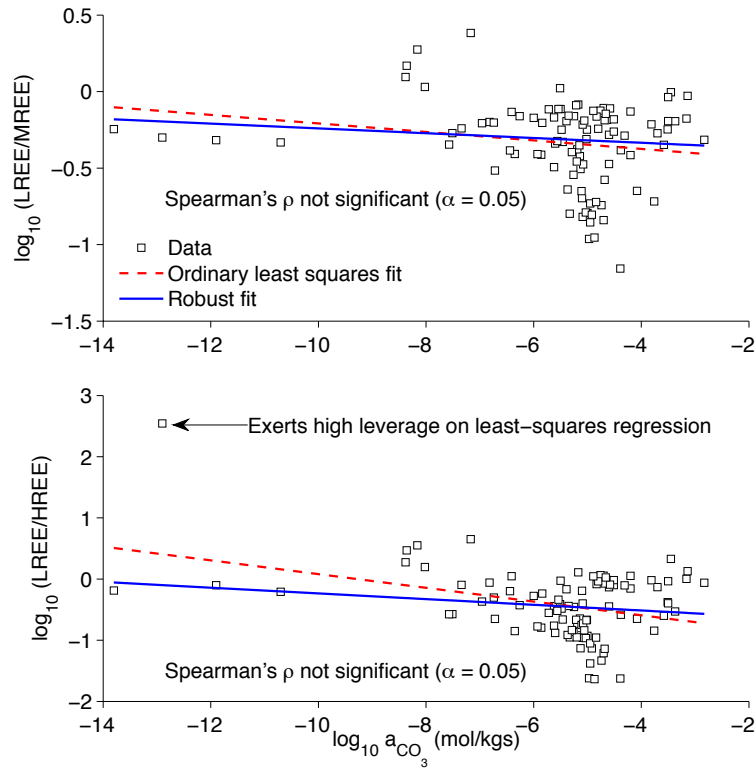 0.5
0
−0.5
−1
−1.5
log10 (LREE/MREE)
Spearman's ρ not significant (α = 0.05)
Data
Ordinary least squares fit
Robust fit
−14 −12 −10 −8 −6 −4 −2
3
2
1
0
−1
−2
log10 (LREE/HREE)
Exerts high leverage on least−squares regression
Spearman's ρ not significant (α = 0.05)
−14 −12 −10 −8 −6 −4 −2
log10 aCO3 (mol/kgs)